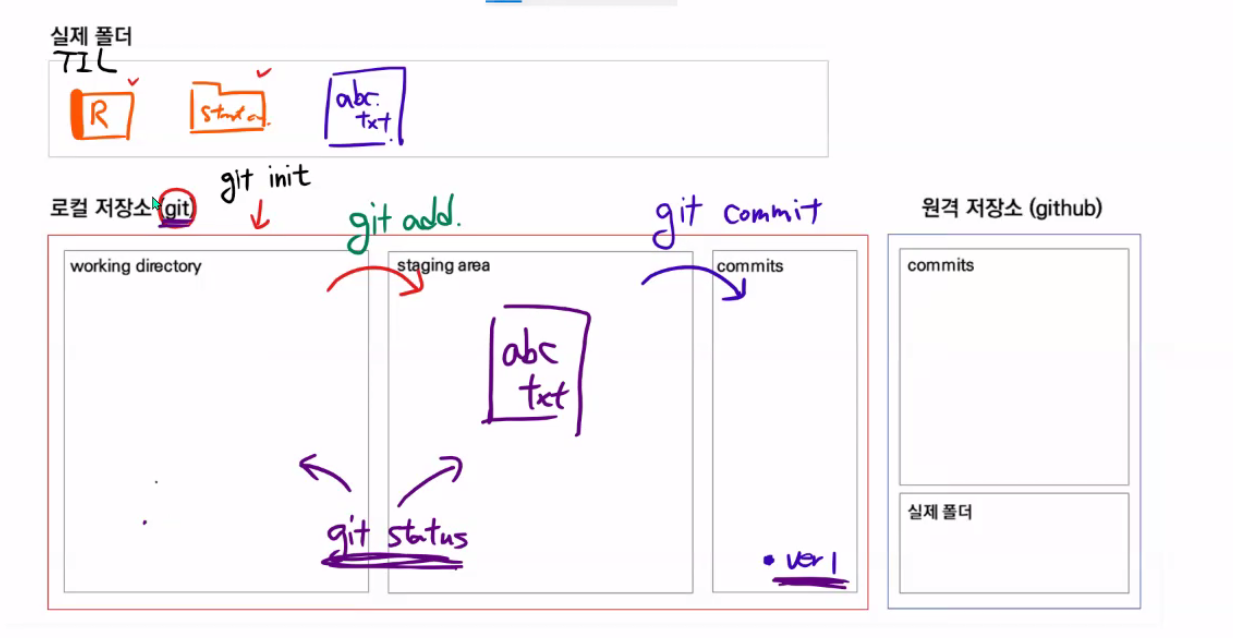 실제 폴더
TIL
R
abc.
txt
git init
로컬 저장소 (git)
git add.
git commit
원격 저장소 (github)
working directory
staging area
commits
commits
abc
txt
git status
실제 폴더
• ver 1